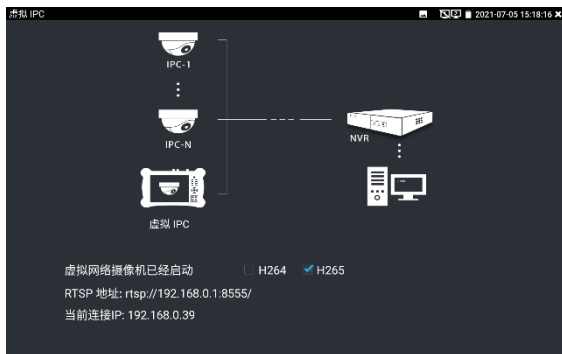 虚拟 IPC
2021-07-05 15:18:16
IPC-1
IPC-N
NVR
虚拟 IPC
虚拟网络摄像机已经启动 H264 H265
RTSP 地址: rtsp://192.168.0.1:8555/
当前连接IP: 192.168.0.39